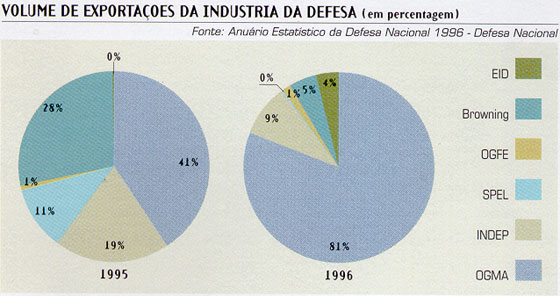 VOLUME DE EXPORTAÇOES DA INDUSTRIA DA DEFESA (em percentagem)
Fonte: Anuário Estatístico da Defesa Nacional 1996 - Defesa Nacional
0%
28%
41%
1%
11%
19%
1995
0%
1%
5%
4%
9%
81%
1996
EID
Browning
OGFE
SPEL
INDEP
OGMA